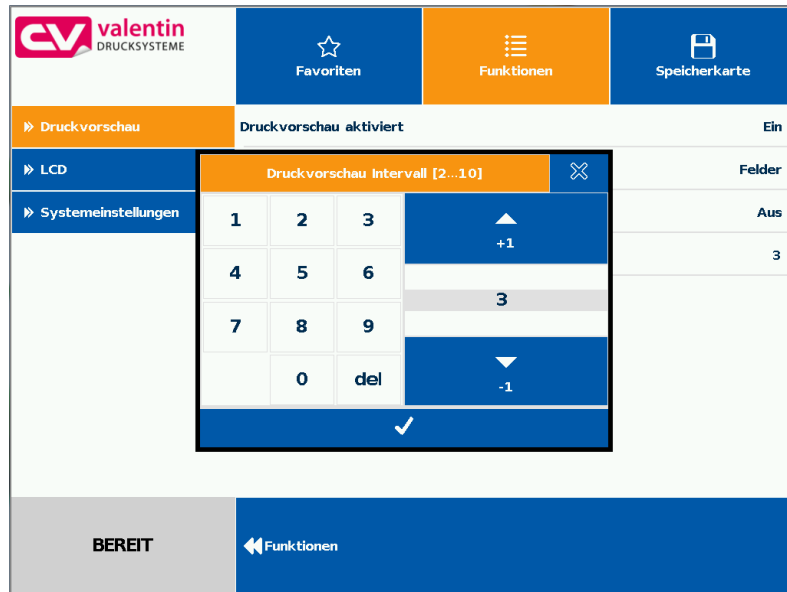 CV valentin
DRUCKSYSTEME
Favoriten
Funktionen
Speicherkarte
Druckvorschau
Druckvorschau aktiviert
Ein
LCD
Felder
Systemeinstellungen
Aus
3
Druckvorschau Intervall [2...10]
1 2 3
4 5 6
7 8 9
0 del
+1
3
-1
BEREIT
Funktionen